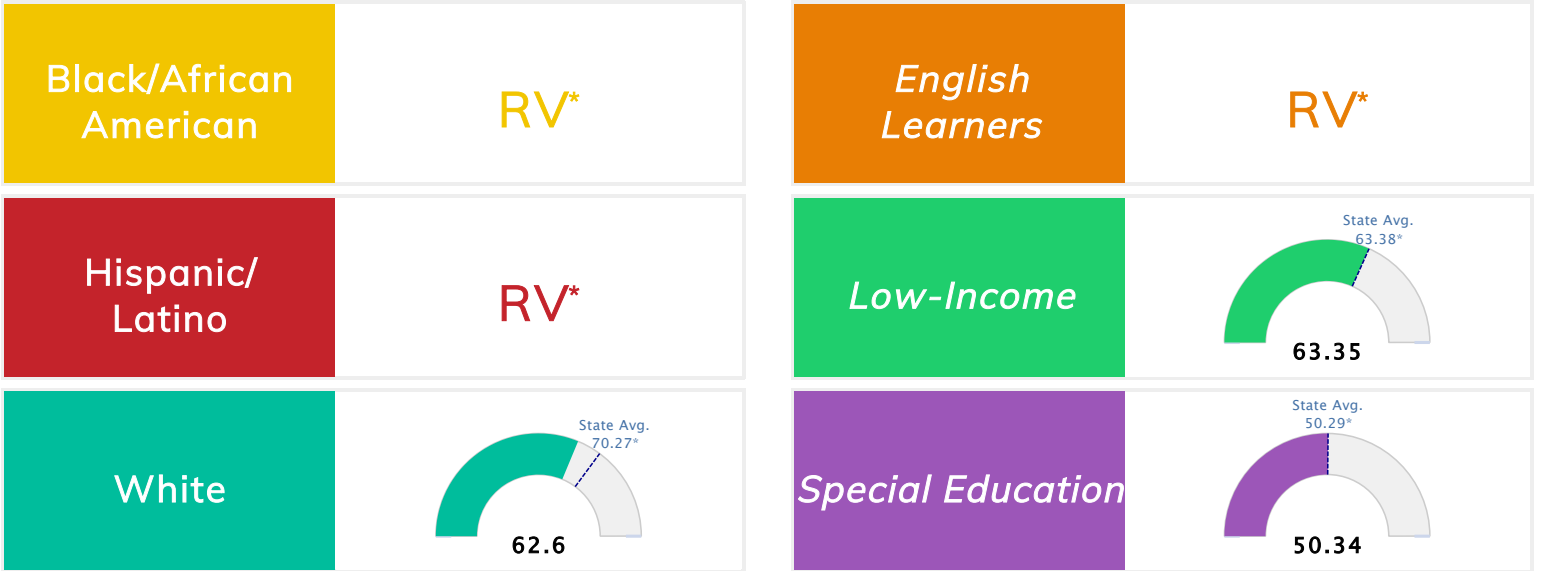 Black/African
American
RV*
English
Learners
RV*
Hispanic/
Latino
RV*
Low-Income
State Avg.
63.38*
63.35
White
State Avg.
70.27*
62.6
Special Education
State Avg.
50.29*
50.34